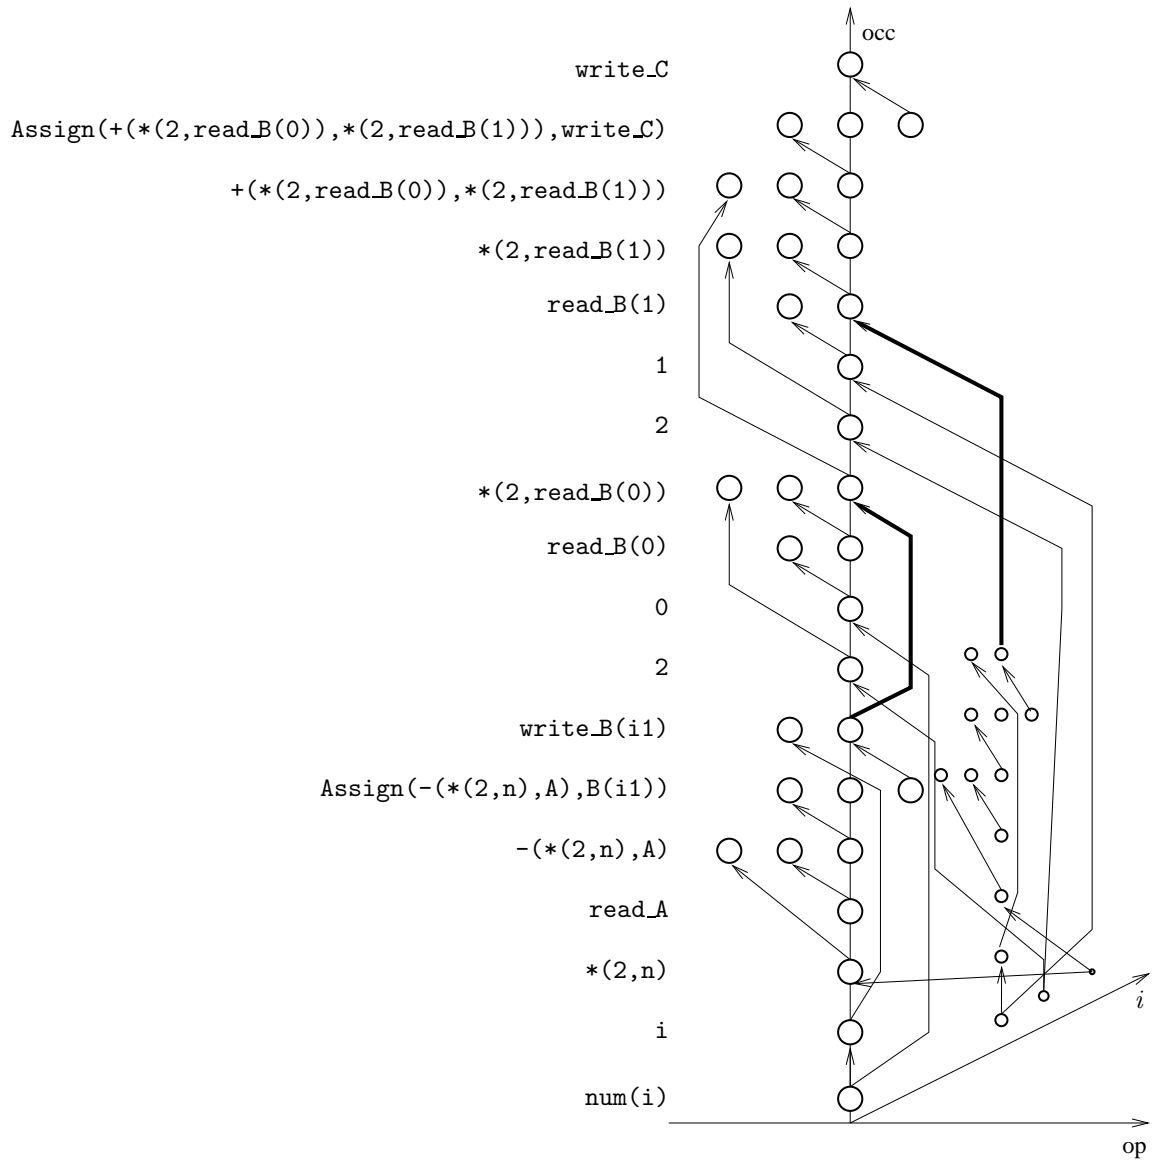 occ
write_C
Assign(+(*(2,read_B(0)),*(2,read_B(1))),write_C)
+(*(2,read_B(0)),*(2,read_B(1)))
*(2,read_B(1))
read_B(1)
1
2
*(2,read_B(0))
read_B(0)
0
2
write_B(i1)
Assign(-(*(2,n),A),B(i1))
-(*(2,n),A)
read_A
*(2,n)
i
i
num(i)
op